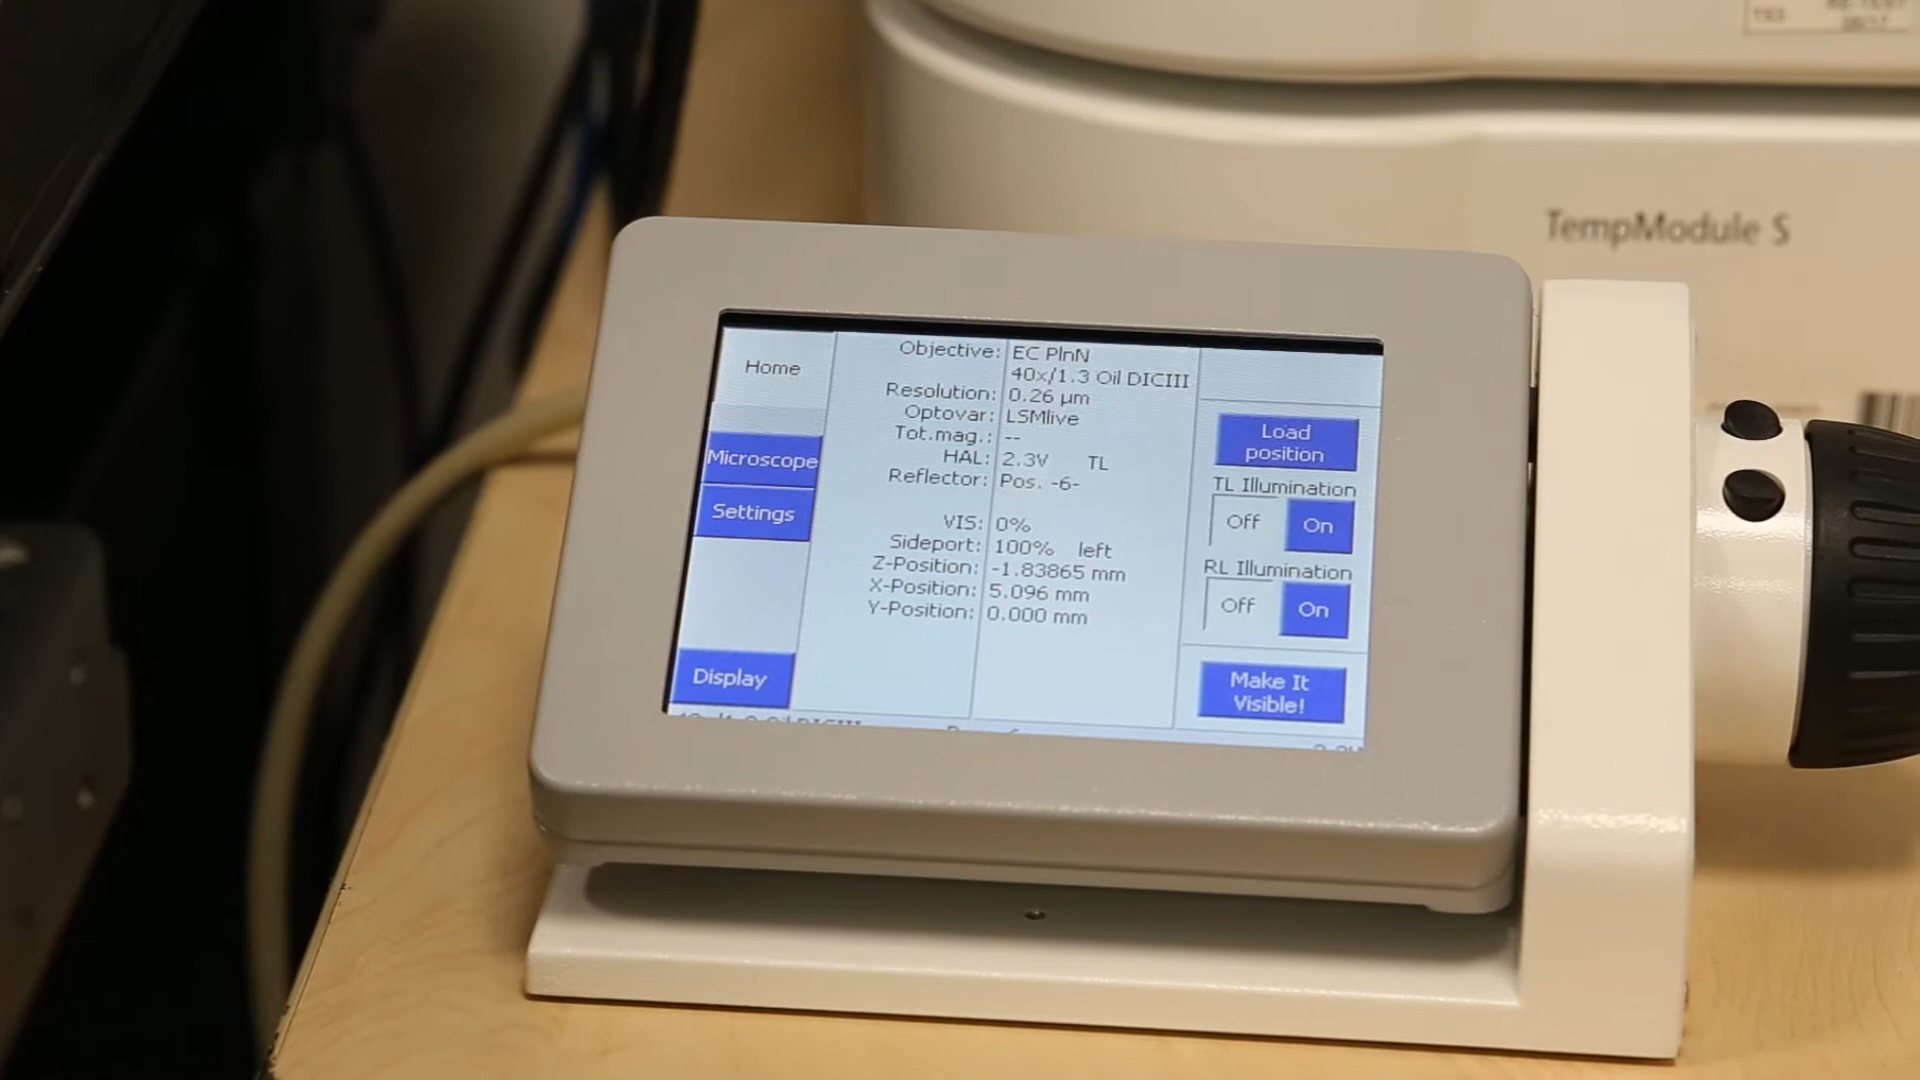 TempModule S
Home
Microscope
Settings
Display
Objective: EC PlnN
40x/1.3 Oil DICIII
Resolution: 0.26 µm
Optovar: LSMlive
Tot.mag.: --
HAL: 2.3V TL
Reflector: Pos. -6-
VIS: 0%
Sideport: 100% left
Z-Position: -1.83865 mm
X-Position: 5.096 mm
Y-Position: 0.000 mm
Load
position
TL Illumination
Off On
RL Illumination
Off On
Make It
Visible!